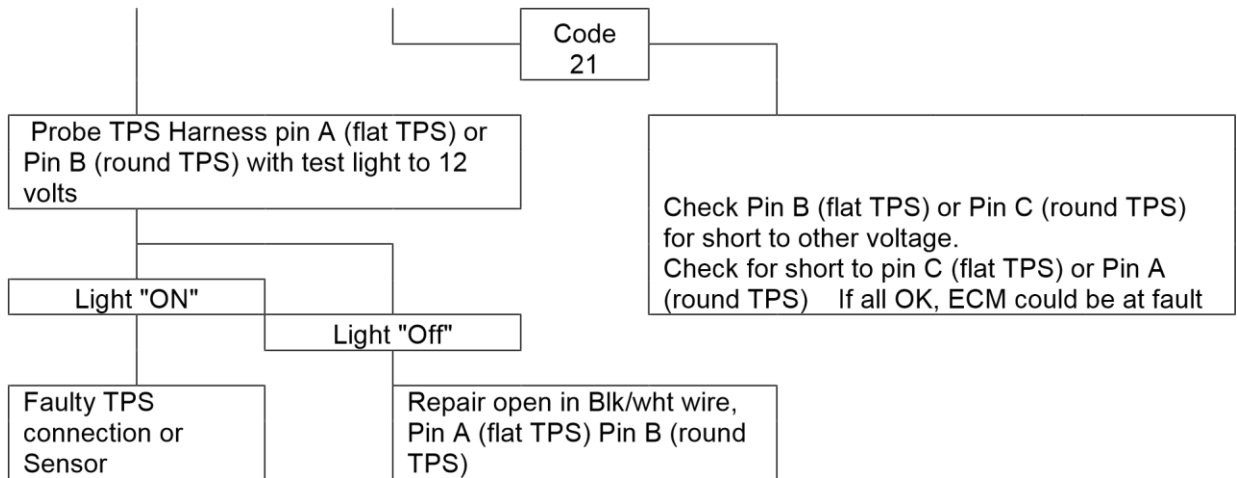 Code
21
Probe TPS Harness pin A (flat TPS) or
Pin B (round TPS) with test light to 12
volts
Check Pin B (flat TPS) or Pin C (round TPS)
for short to other voltage.
Check for short to pin C (flat TPS) or Pin A
(round TPS)    If all OK, ECM could be at fault
Light "ON"
Light "Off"
Faulty TPS
connection or
Sensor
Repair open in Blk/wht wire,
Pin A (flat TPS) Pin B (round
TPS)